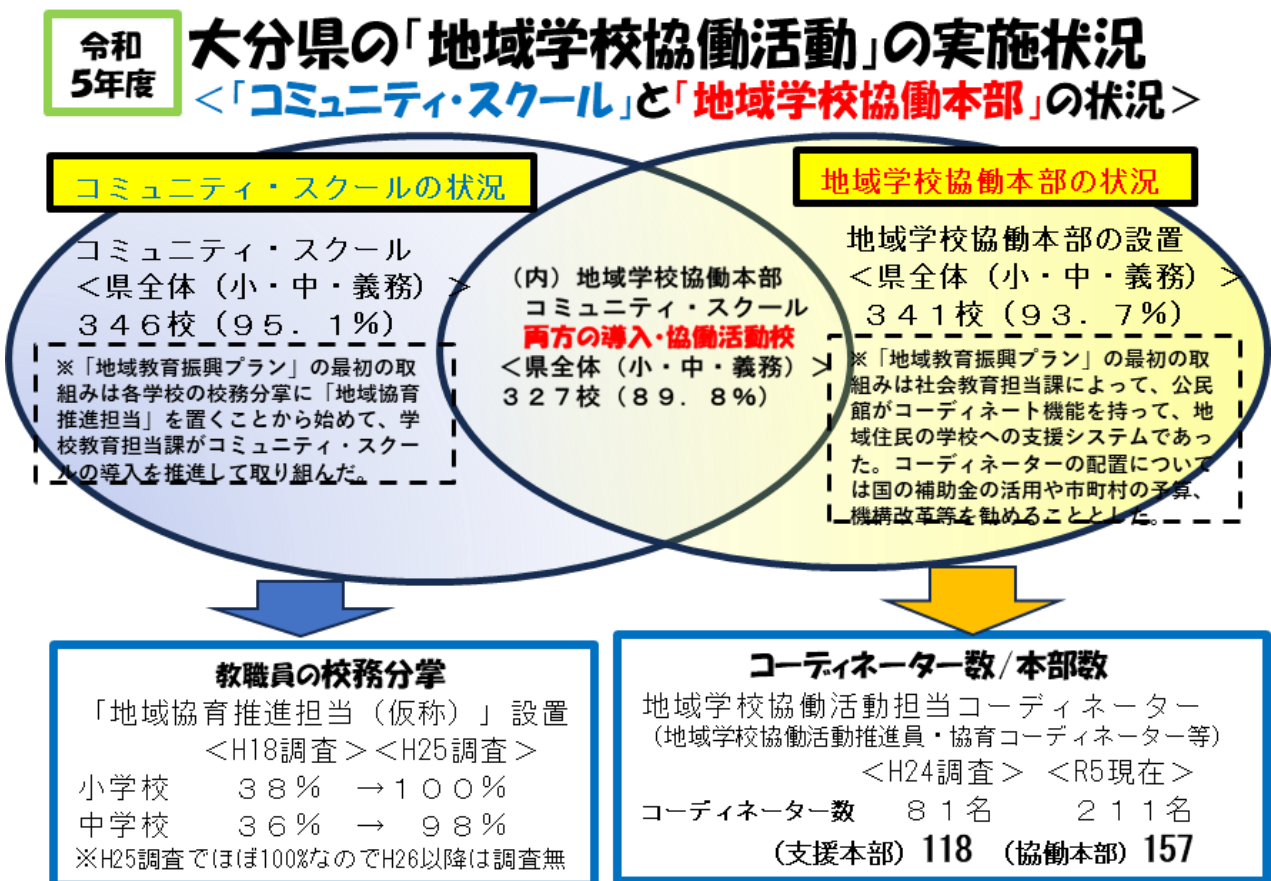 令和
5年度
大分県の「地域学校協働活動」の実施状況
＜「コミュニティ・スクール」と「地域学校協働本部」の状況＞
コミュニティ・スクールの状況
コミュニティ・スクール
＜県全体（小・中・義務）＞
３４６校（９５．１％）
※「地域教育振興プラン」の最初の取
組みは各学校の校務分掌に「地域協育
推進担当」を置くことから始めて、学
校教育担当課がコミュニティ・スクー
ルの導入を推進して取り組んだ。
（内）地域学校協働本部
コミュニティ・スクール
両方の導入・協働活動校
＜県全体（小・中・義務）＞
３２７校（８９．８％）
地域学校協働本部の状況
地域学校協働本部の設置
＜県全体（小・中・義務）＞
３４１校（９３．７％）
※「地域教育振興プラン」の最初の取
組みは社会教育担当課によって、公民
館がコーディネート機能を持って、地
域住民の学校への支援システムであっ
た。コーディネーターの配置について
は国の補助金の活用や市町村の予算、
機構改革等を勧めることとした。
教職員の校務分掌
「地域協育推進担当（仮称）」設置
＜H18調査＞＜H25調査＞
小学校　３８％　→１００％
中学校　３６％　→　９８％
※H25調査でほぼ100%なのでH26以降は調査無
コーディネーター数/本部数
地域学校協働活動担当コーディネーター
（地域学校協働活動推進員・協育コーディネーター等）
＜H24調査＞　＜R5現在＞
コーディネーター数　８１名　２１１名
（支援本部）118　（協働本部）157